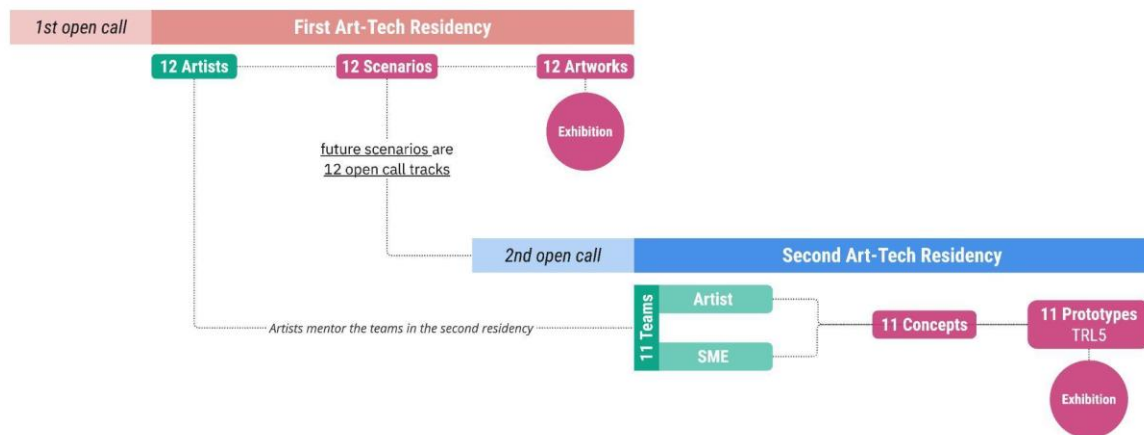 1st open call
First Art-Tech Residency
12 Artists
12 Scenarios
12 Artworks
Exhibition
future scenarios are
12 open call tracks
2nd open call
Second Art-Tech Residency
11 Teams
Artist
SME
Artists mentor the teams in the second residency
11 Concepts
11 Prototypes
TRL5
Exhibition